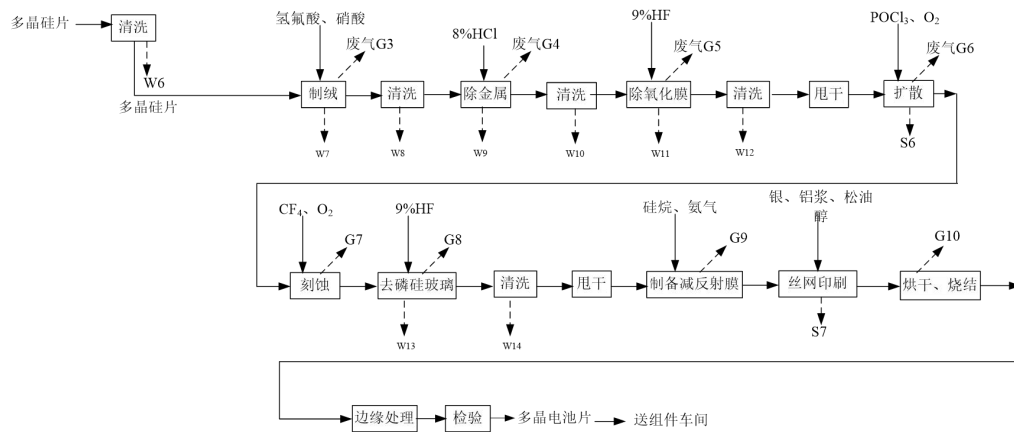 多晶硅片
清洗
W6
多晶硅片
氢氟酸、硝酸
废气G3
制绒
W7
清洗
W8
8%HCl
废气G4
除金属
W9
清洗
W10
9%HF
废气G5
除氧化膜
W11
清洗
W12
甩干
POCl₃、O₂
废气G6
扩散
S6
CF₄、O₂
G7
刻蚀
9%HF
G8
去磷硅玻璃
W13
清洗
W14
甩干
硅烷、氨气
G9
制备减反射膜
银、铝浆、松油
醇
丝网印刷
S7
G10
烘干、烧结
边缘处理
检验
多晶电池片
送组件车间